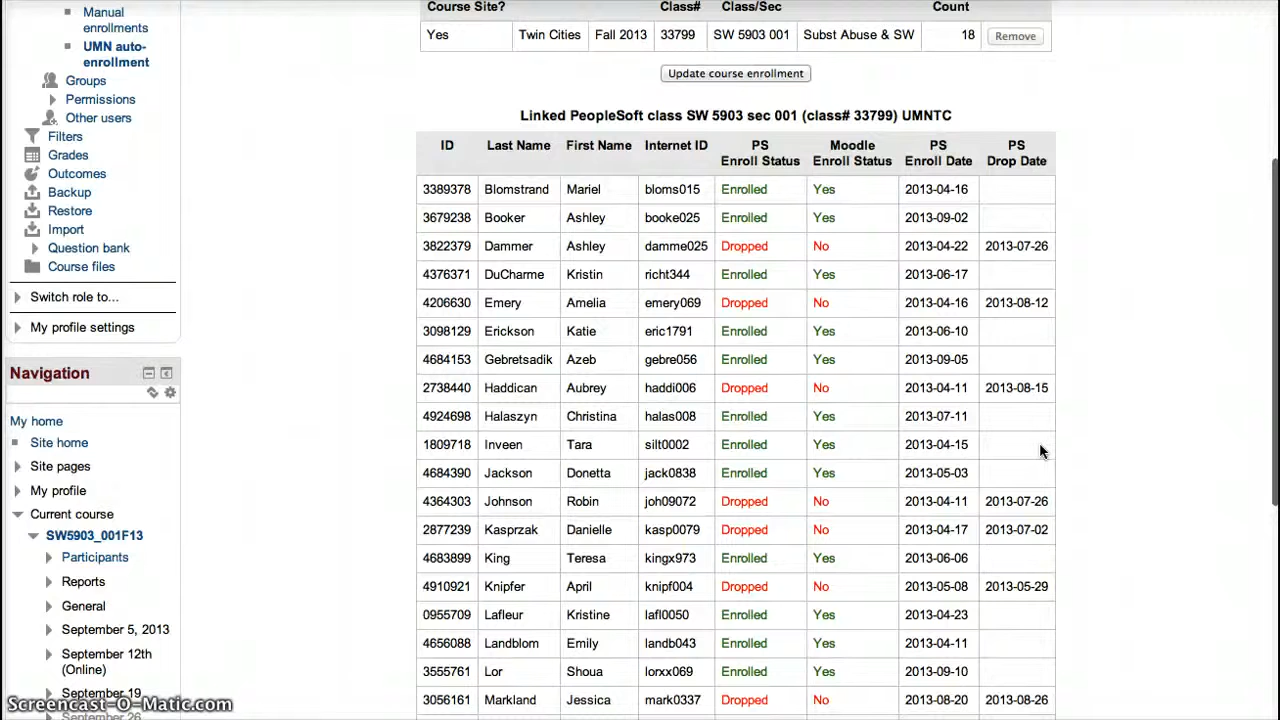 Manual
enrollments
UMN auto-
enrollment
Groups
Permissions
Other users
Filters
Grades
Outcomes
Backup
Restore
Import
Question bank
Course files
Switch role to...
My profile settings
Navigation
My home
Site home
Site pages
My profile
Current course
SW5903_001F13
Participants
Reports
General
September 5, 2013
September 12th
(Online)
September 19
September 26
Screencast-O-Matic.com
Course Site? Class# Class/Sec Count
Yes Twin Cities Fall 2013 33799 SW 5903 001 Subst Abuse & SW 18 Remove
Update course enrollment
Linked PeopleSoft class SW 5903 sec 001 (class# 33799) UMNTC
ID Last Name First Name Internet ID PS Enroll Status Moodle Enroll Status PS Enroll Date PS Drop Date
3389378 Blomstrand Mariel bloms015 Enrolled Yes 2013-04-16
3679238 Booker Ashley booke025 Enrolled Yes 2013-09-02
3822379 Dammer Ashley damme025 Dropped No 2013-04-22 2013-07-26
4376371 DuCharme Kristin richt344 Enrolled Yes 2013-06-17
4206630 Emery Amelia emery069 Dropped No 2013-04-16 2013-08-12
3098129 Erickson Katie eric1791 Enrolled Yes 2013-06-10
4684153 Gebretsadik Azeb gebre056 Enrolled Yes 2013-09-05
2738440 Haddican Aubrey haddi006 Dropped No 2013-04-11 2013-08-15
4924698 Halaszyn Christina halas008 Enrolled Yes 2013-07-11
1809718 Inveen Tara silt0002 Enrolled Yes 2013-04-15
4684390 Jackson Donetta jack0838 Enrolled Yes 2013-05-03
4364303 Johnson Robin joh09072 Dropped No 2013-04-11 2013-07-26
2877239 Kasprzak Danielle kasp0079 Dropped No 2013-04-17 2013-07-02
4683899 King Teresa kingx973 Enrolled Yes 2013-06-06
4910921 Knipfer April knipf004 Dropped No 2013-05-08 2013-05-29
0955709 Lafleur Kristine lafl0050 Enrolled Yes 2013-04-23
4656088 Landblom Emily landb043 Enrolled Yes 2013-04-11
3555761 Lor Shoua lorxx069 Enrolled Yes 2013-09-10
3056161 Markland Jessica mark0337 Dropped No 2013-08-20 2013-08-26